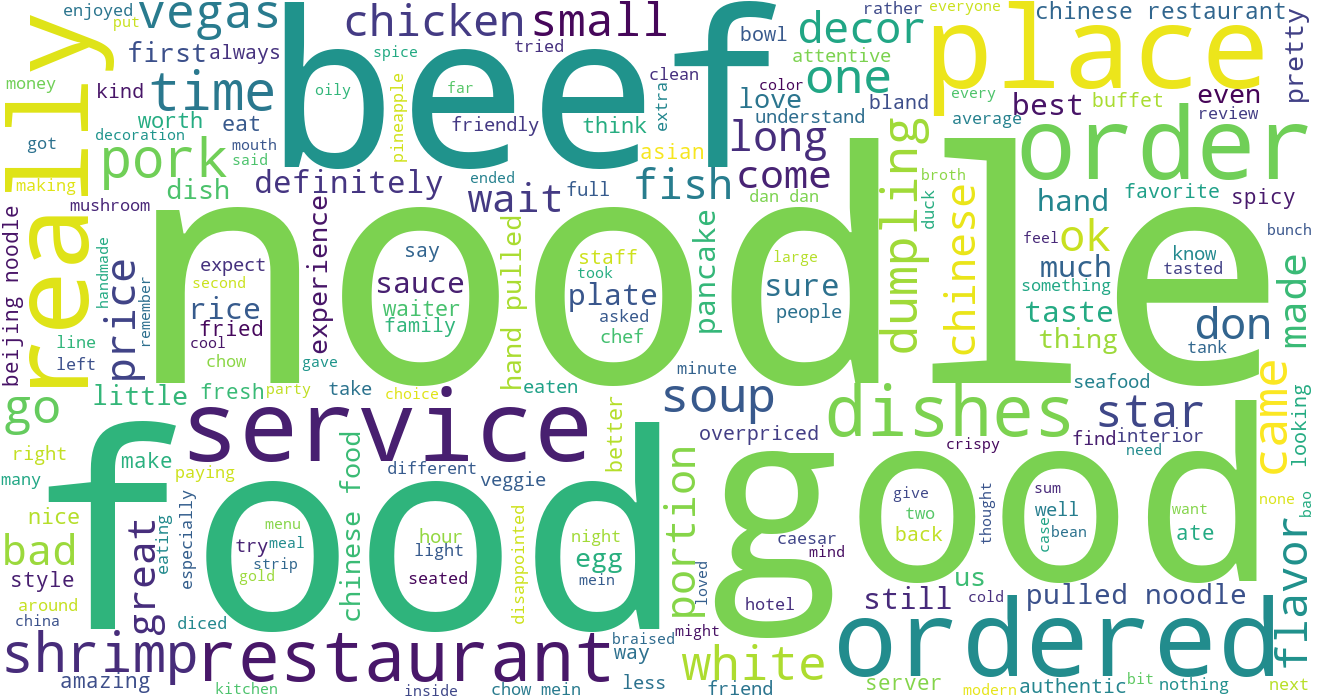 enjoyed
put
vegas
chicken
small
rather
everyone
chinese restaurant
decor
first
always
spice
tried
bowl
attentive
beef
place
pretty
really
money
kind
time
oily
pineapple
far
clean
extra
color
one
every
best
buffet
even
review
love
bland
understand
average
worth
eat
decoration
mouth
friendly
think
long
order
got
pork
said
asian
come
broth
making
dish
definitely
ended
wait
full
fish
dan dan
dumpling
duck
chinese
hand
favorite
spicy
mushroom
noodle
beijing noodle
handmade
remember
price
expect
second
rice
fried
cool
chow
experience
say
sauce
waiter
family
hand pulled
staff
took
plate
asked
chef
pancake
large
sure
people
feel
ok
bunch
much
something
know
tasted
taste
thing
don
tank
made
line
left
gave
minute
seafood
go
little
fresh
party
take
choice
eaten
soup
dishes
star
came
looking
service
overpriced
crispy
find
interior
need
right
many
make
paying
chinese food
different
veggie
better
food
portion
good
give
two
back
thought
sum
well
case
bean
want
ate
none
bao
nice
bad
style
great
eating
especially
menu
try
meal
strip
gold
hour
light
seated
disappointed
night
egg
mein
caesar
mind
loved
hotel
us
flavor
around
china
diced
still
cold
pulled noodle
shrimp
restaurant
braised
way
might
white
ordered
amazing
kitchen
inside
chow mein
less
friend
server
modern
authentic
bit
nothing
next